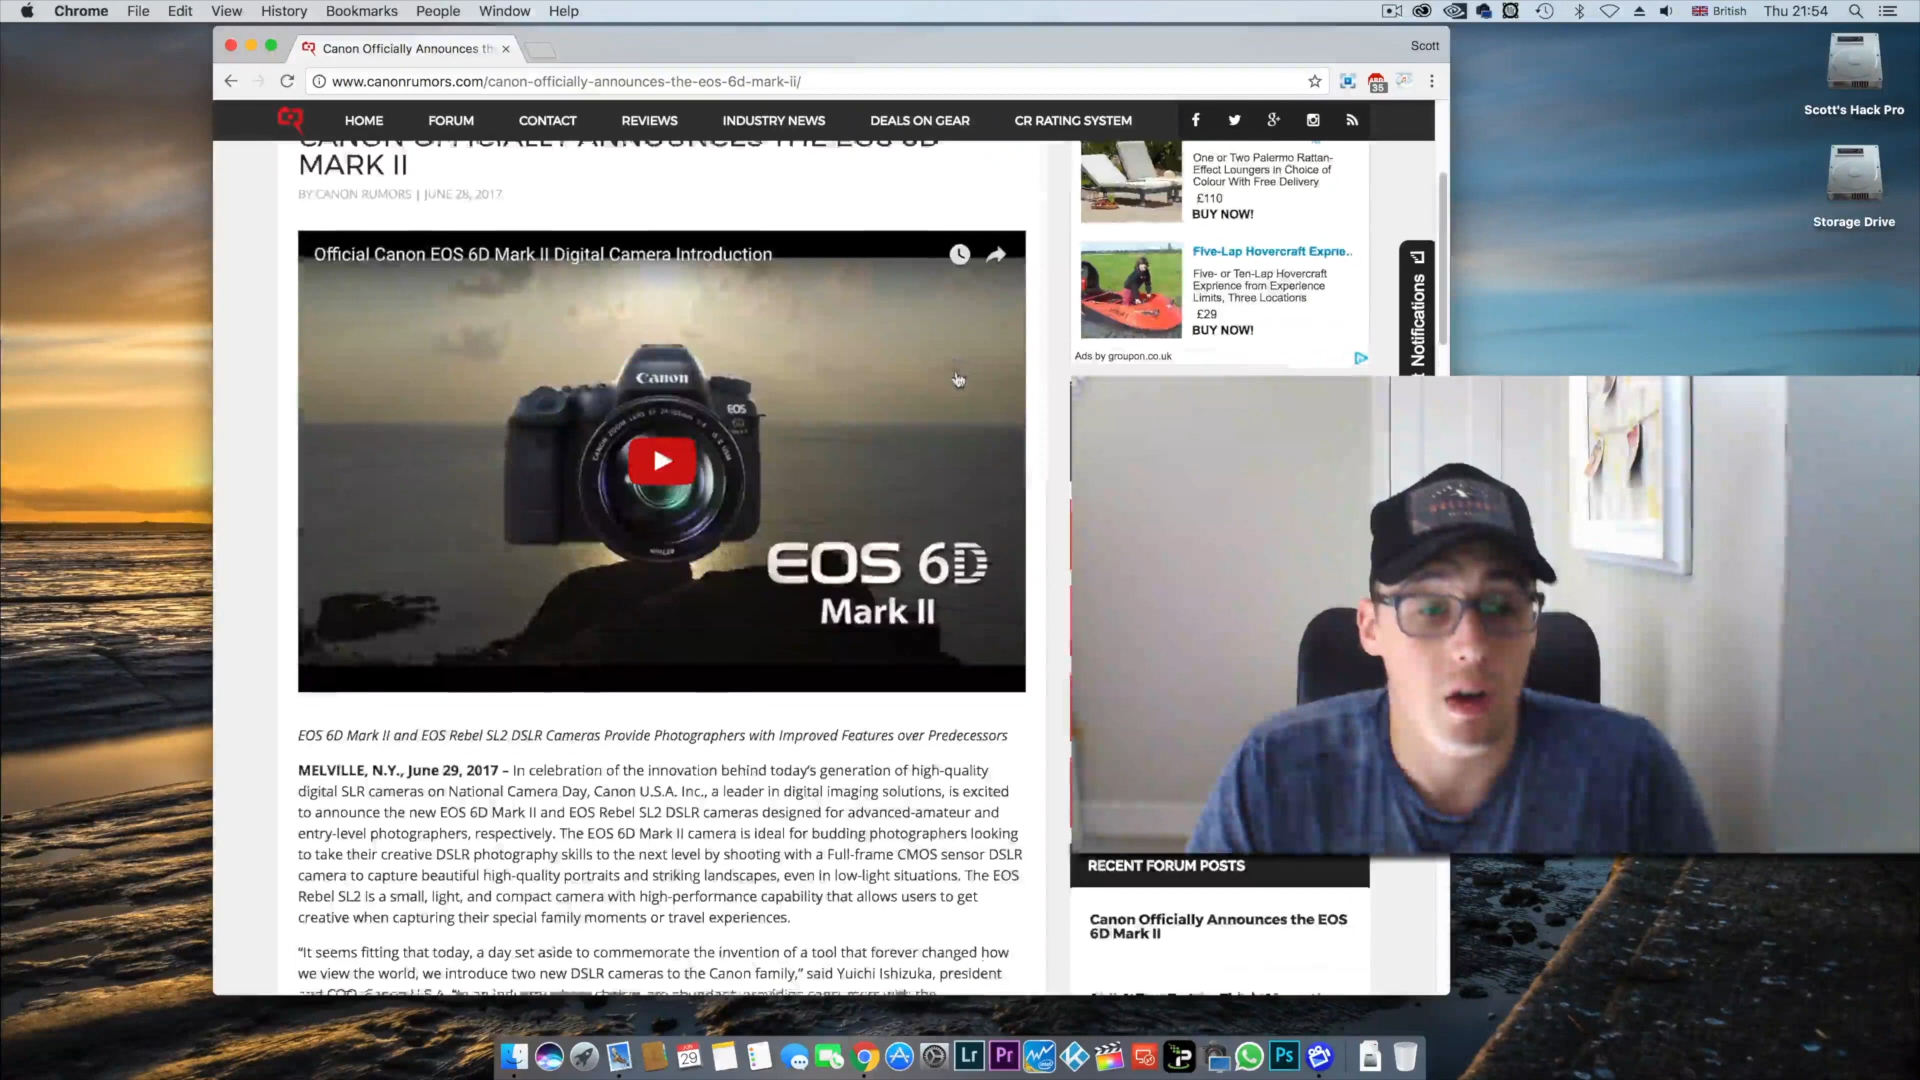 Chrome File Edit View History Bookmarks People Window Help
British Thu 21:54
Canon Officially Announces th
Scott
www.canonrumors.com/canon-officially-announces-the-eos-6d-mark-ii/
35
HOME FORUM CONTACT REVIEWS INDUSTRY NEWS DEALS ON GEAR CR RATING SYSTEM
CANON OFFICIALLY ANNOUNCES THE EOS 6D
MARK II
BY CANON RUMORS | JUNE 28, 2017
Official Canon EOS 6D Mark II Digital Camera Introduction
Canon
EOS
EOS 6D
Mark II
EOS 6D Mark II and EOS Rebel SL2 DSLR Cameras Provide Photographers with Improved Features over Predecessors
MELVILLE, N.Y., June 29, 2017 – In celebration of the innovation behind today's generation of high-quality
digital SLR cameras on National Camera Day, Canon U.S.A. Inc., a leader in digital imaging solutions, is excited
to announce the new EOS 6D Mark II and EOS Rebel SL2 DSLR cameras designed for advanced-amateur and
entry-level photographers, respectively. The EOS 6D Mark II camera is ideal for budding photographers looking
to take their creative DSLR photography skills to the next level by shooting with a Full-frame CMOS sensor DSLR
camera to capture beautiful high-quality portraits and striking landscapes, even in low-light situations. The EOS
Rebel SL2 is a small, light, and compact camera with high-performance capability that allows users to get
creative when capturing their special family moments or travel experiences.
“It seems fitting that today, a day set aside to commemorate the invention of a tool that forever changed how
we view the world, we introduce two new DSLR cameras to the Canon family,” said Yuichi Ishizuka, president
One or Two Palermo Rattan-
Effect Loungers in Choice of
Colour With Free Delivery
£110
BUY NOW!
Five-Lap Hovercraft Exprie..
Five- or Ten-Lap Hovercraft
Exprience from Experience
Limits, Three Locations
£29
BUY NOW!
Ads by groupon.co.uk
Notifications
RECENT FORUM POSTS
Canon Officially Announces the EOS
6D Mark II
Scott's Hack Pro
Storage Drive
29
Lr
Pr
Ps